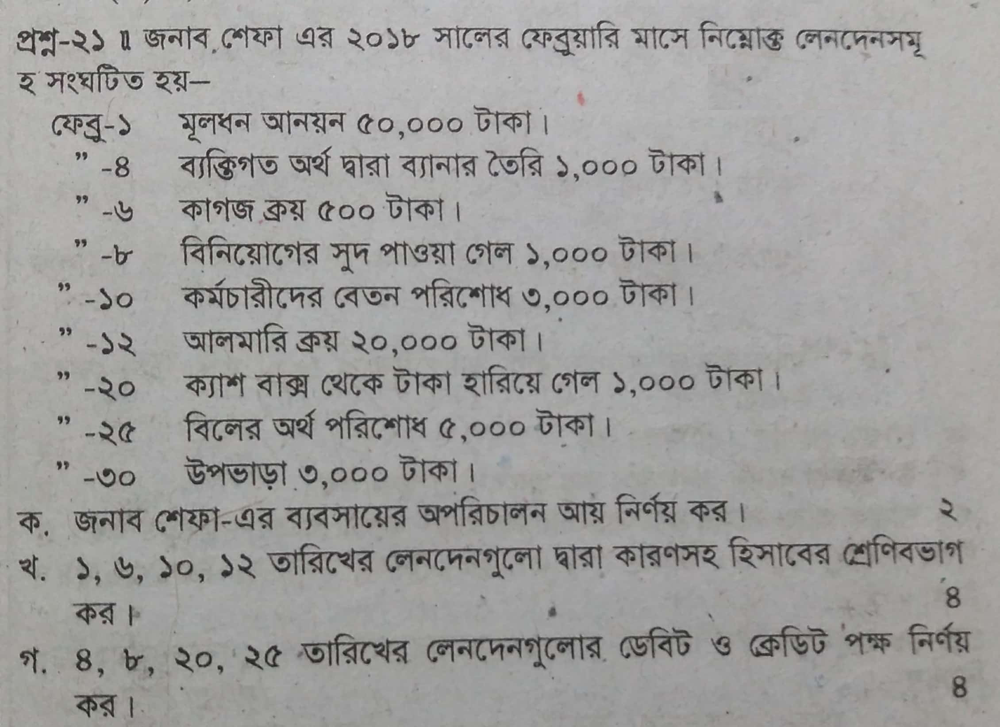 প্রশ্ন-২১ ॥ জনাব শেফা এর ২০১৮ সালের ফেব্রুয়ারি মাসে নিম্নোক্ত লেনদেনসমূ
হ সংঘটিত হয়—
ফেব্রু-১ মূলধন আনয়ন ৫০,০০০ টাকা।
” -৪ ব্যক্তিগত অর্থ দ্বারা ব্যানার তৈরি ১,০০০ টাকা।
” -৬ কাগজ ক্রয় ৫০০ টাকা।
” -৮ বিনিয়োগের সুদ পাওয়া গেল ১,০০০ টাকা।
” -১০ কর্মচারীদের বেতন পরিশোধ ৩,০০০ টাকা।
” -১২ আলমারি ক্রয় ২০,০০০ টাকা।
” -২০ ক্যাশ বাক্স থেকে টাকা হারিয়ে গেল ১,০০০ টাকা।
” -২৫ বিলের অর্থ পরিশোধ ৫,০০০ টাকা।
” -৩০ উপভাড়া ৩,০০০ টাকা।
ক. জনাব শেফা-এর ব্যবসায়ের অপরিচালন আয় নির্ণয় কর। ২
খ. ১, ৬, ১০, ১২ তারিখের লেনদেনগুলো দ্বারা কারণসহ হিসাবের শ্রেণিবিভাগ
কর। ৪
গ. ৪, ৮, ২০, ২৫ তারিখের লেনদেনগুলোর ডেবিট ও ক্রেডিট পক্ষ নির্ণয়
কর। ৪